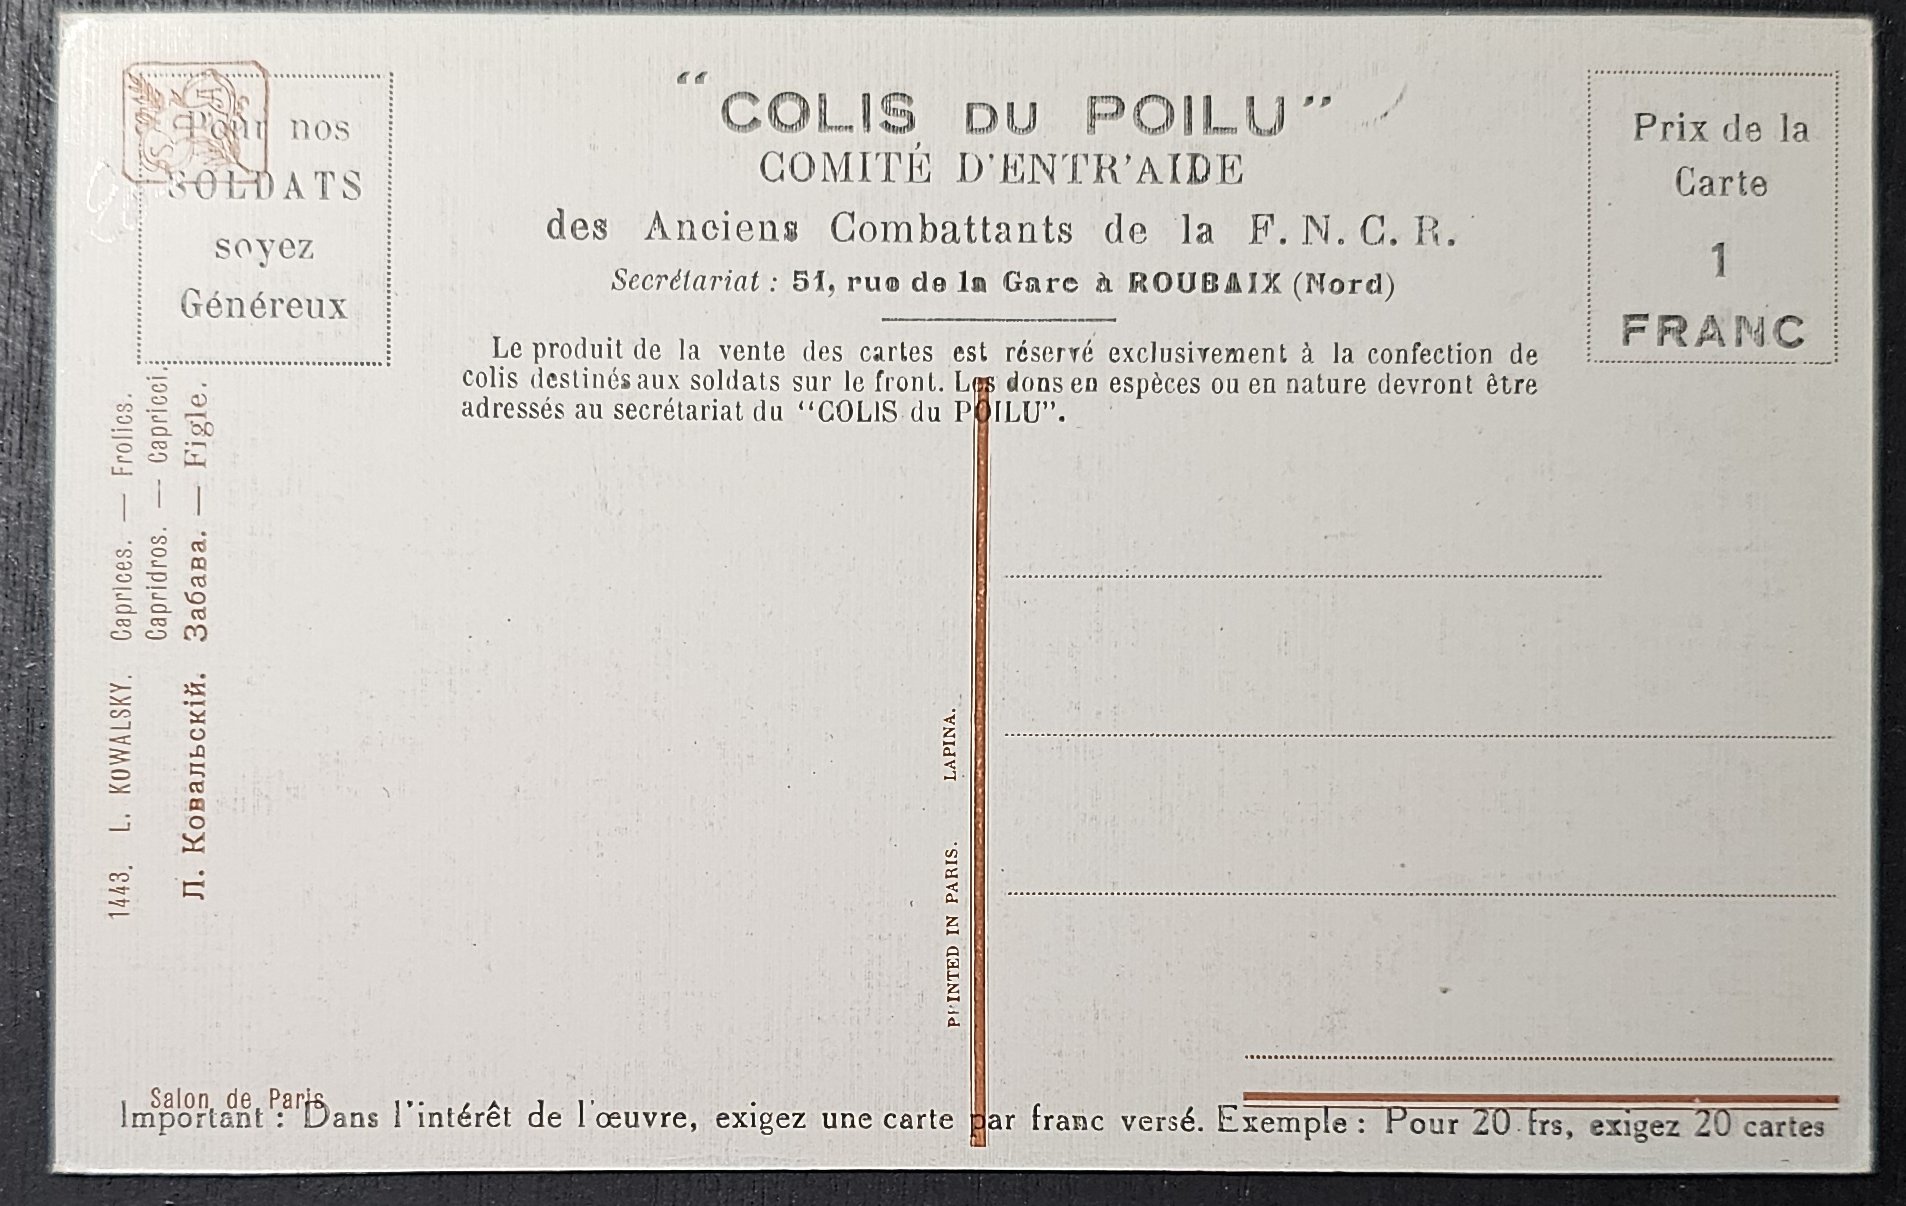 Pour nos
SOLDATS
soyez
Généreux
“COLIS DU POILU”
COMITÉ D'ENTR'AIDE
des Anciens Combattants de la F. N. C. R.
Secrétariat : 51, rue de la Gare à ROUBAIX (Nord)
Prix de la
Carte
1
FRANC
Le produit de la vente des cartes est réservé exclusivement à la confection de
colis destinés aux soldats sur le front. Les dons en espèces ou en nature devront être
adressés au secrétariat du “COLIS du POILU”.
1443. L. KOWALSKY. Caprices. — Frolics.
Capridros. — Capricci.
Л. Ковальскій. Забава. — Figle.
PRINTED IN PARIS. LAPINA.
Salon de Paris
Important : Dans l'intérêt de l'œuvre, exigez une carte par franc versé. Exemple : Pour 20 frs, exigez 20 cartes